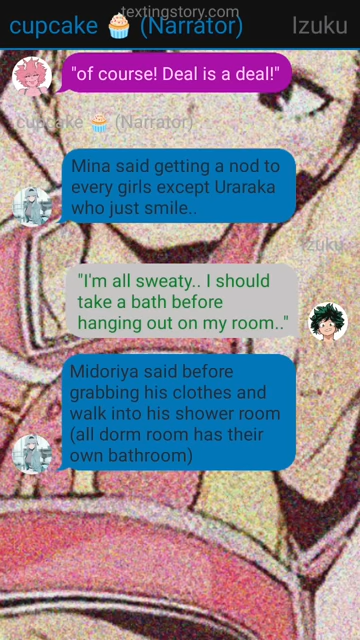 textingstory.com
cupcake 🧁 (Narrator) Izuku
"of course! Deal is a deal!"
cupcake 🧁 (Narrator)
Mina said getting a nod to
every girls except Uraraka
who just smile..
Izuku
"I'm all sweaty.. I should
take a bath before
hanging out on my room.."
Midoriya said before
grabbing his clothes and
walk into his shower room
(all dorm room has their
own bathroom)